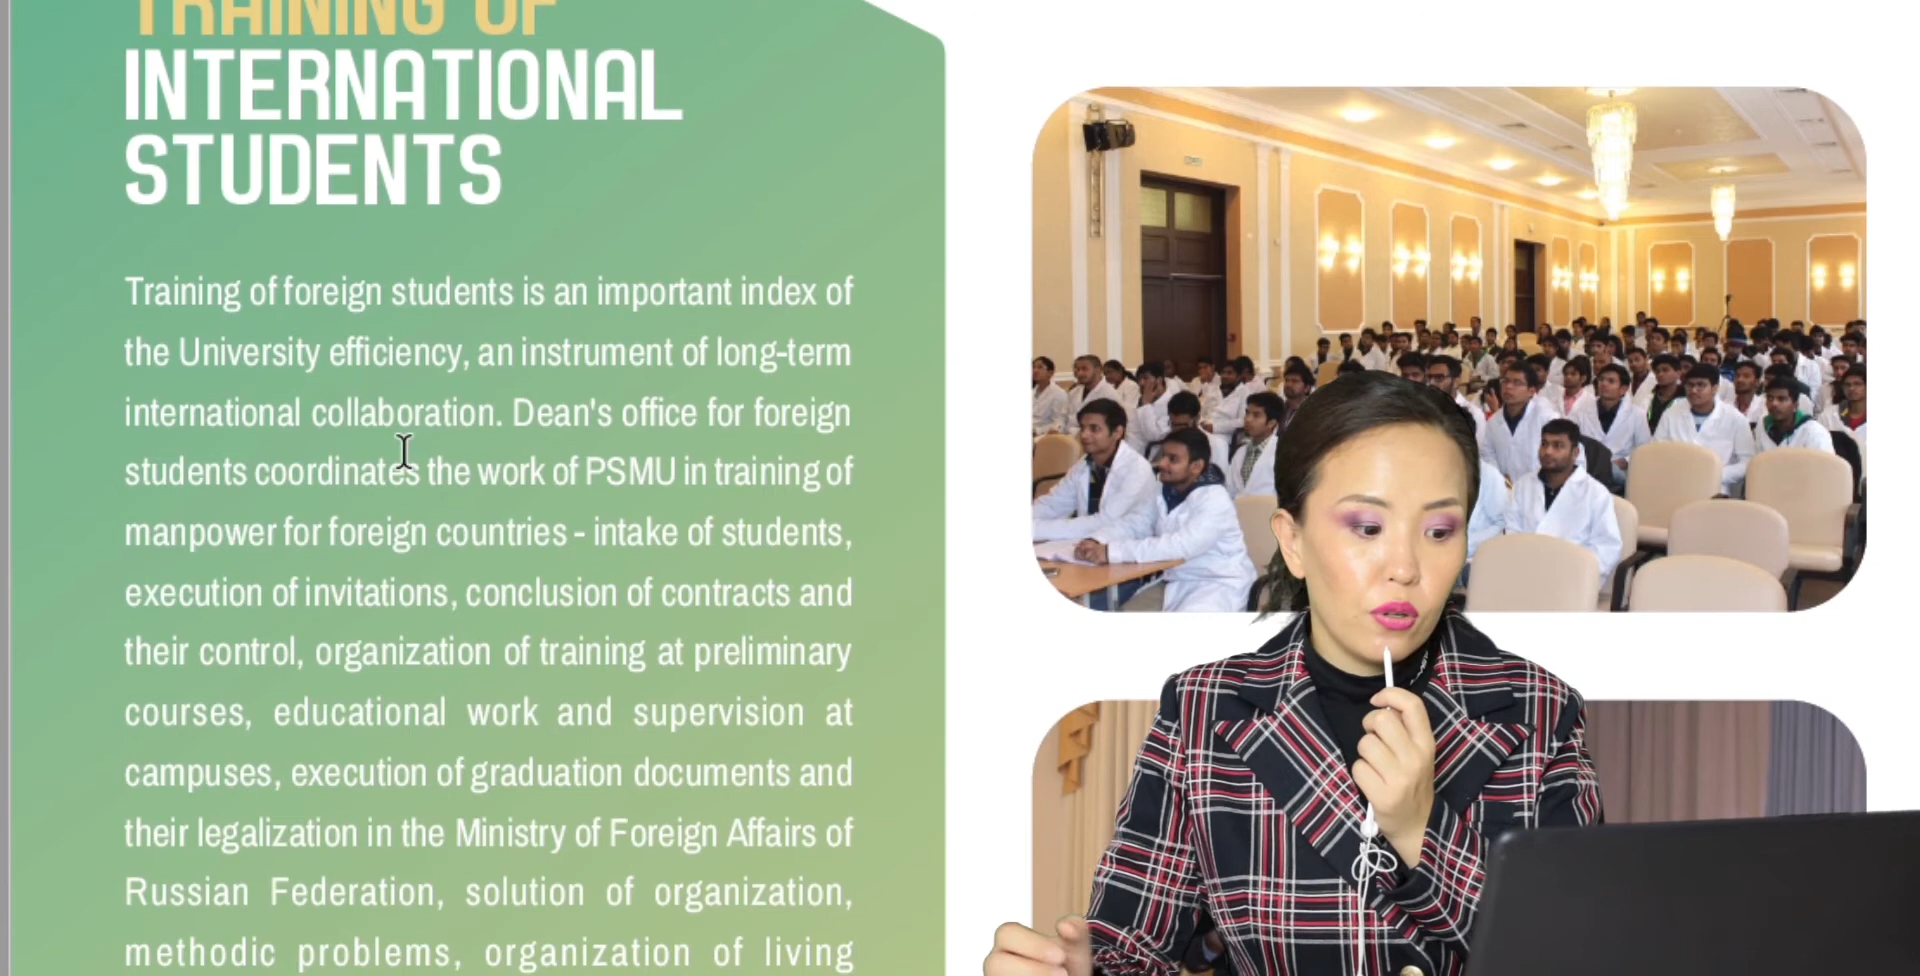 TRAINING OF
INTERNATIONAL
STUDENTS
Training of foreign students is an important index of
the University efficiency, an instrument of long-term
international collaboration. Dean's office for foreign
students coordinates the work of PSMU in training of
manpower for foreign countries - intake of students,
execution of invitations, conclusion of contracts and
their control, organization of training at preliminary
courses, educational work and supervision at
campuses, execution of graduation documents and
their legalization in the Ministry of Foreign Affairs of
Russian Federation, solution of organization,
methodic problems, organization of living